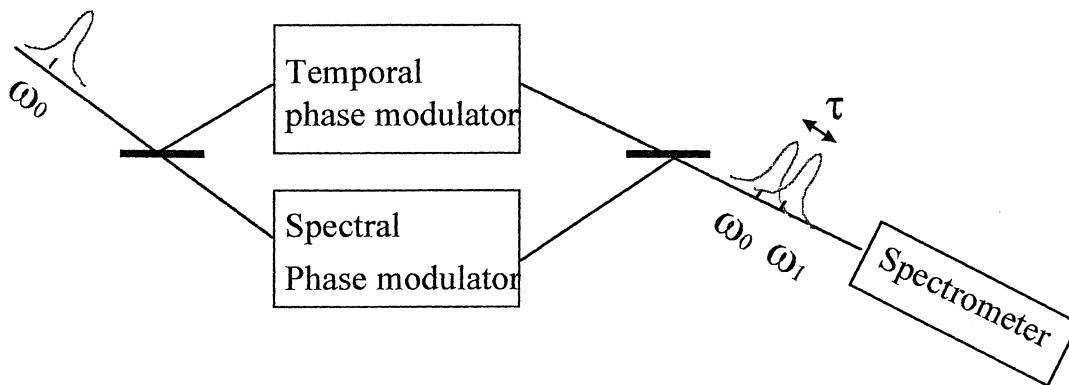 ω₀
Temporal
phase modulator
Spectral
Phase modulator
τ
ω₀ ω₁
Spectrometer